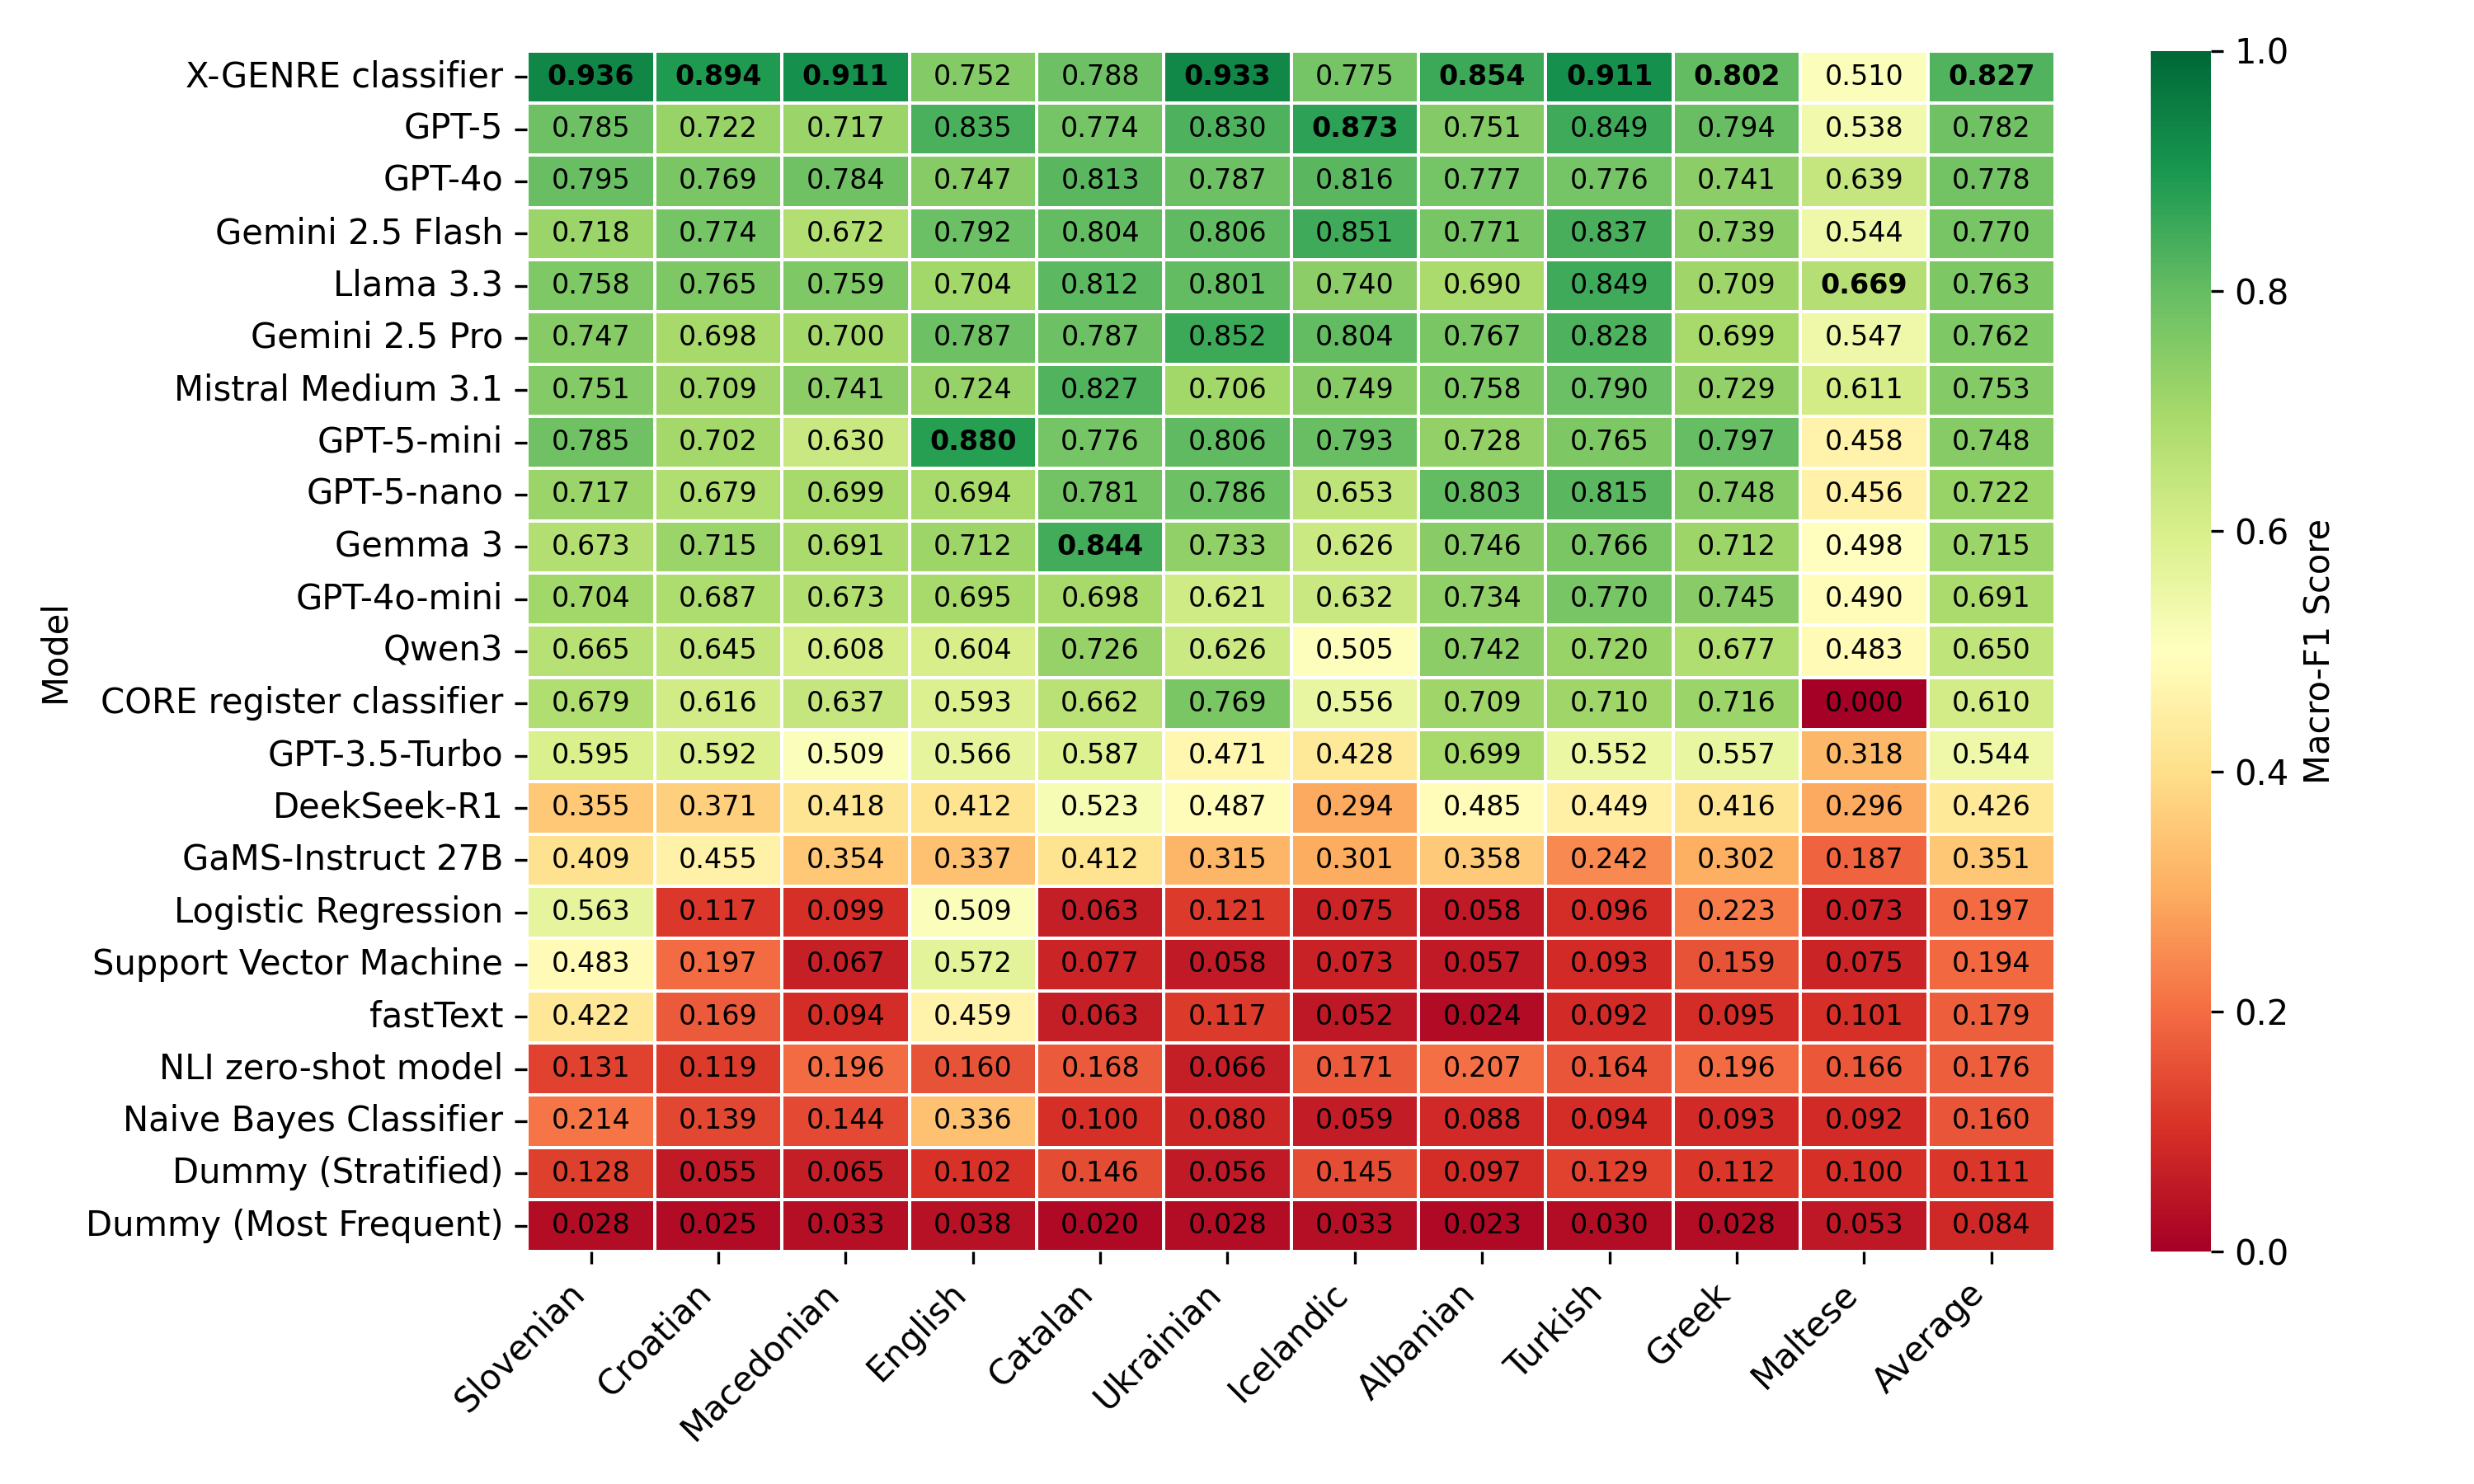 X-GENRE classifier 0.936 0.894 0.911 0.752 0.788 0.933 0.775 0.854 0.911 0.802 0.510 0.827
GPT-5 0.785 0.722 0.717 0.835 0.774 0.830 0.873 0.751 0.849 0.794 0.538 0.782
GPT-4o 0.795 0.769 0.784 0.747 0.813 0.787 0.816 0.777 0.776 0.741 0.639 0.778
Gemini 2.5 Flash 0.718 0.774 0.672 0.792 0.804 0.806 0.851 0.771 0.837 0.739 0.544 0.770
Llama 3.3 0.758 0.765 0.759 0.704 0.812 0.801 0.740 0.690 0.849 0.709 0.669 0.763
Gemini 2.5 Pro 0.747 0.698 0.700 0.787 0.787 0.852 0.804 0.767 0.828 0.699 0.547 0.762
Mistral Medium 3.1 0.751 0.709 0.741 0.724 0.827 0.706 0.749 0.758 0.790 0.729 0.611 0.753
GPT-5-mini 0.785 0.702 0.630 0.880 0.776 0.806 0.793 0.728 0.765 0.797 0.458 0.748
GPT-5-nano 0.717 0.679 0.699 0.694 0.781 0.786 0.653 0.803 0.815 0.748 0.456 0.722
Gemma 3 0.673 0.715 0.691 0.712 0.844 0.733 0.626 0.746 0.766 0.712 0.498 0.715
GPT-4o-mini 0.704 0.687 0.673 0.695 0.698 0.621 0.632 0.734 0.770 0.745 0.490 0.691
Qwen3 0.665 0.645 0.608 0.604 0.726 0.626 0.505 0.742 0.720 0.677 0.483 0.650
CORE register classifier 0.679 0.616 0.637 0.593 0.662 0.769 0.556 0.709 0.710 0.716 0.000 0.610
GPT-3.5-Turbo 0.595 0.592 0.509 0.566 0.587 0.471 0.428 0.699 0.552 0.557 0.318 0.544
DeekSeek-R1 0.355 0.371 0.418 0.412 0.523 0.487 0.294 0.485 0.449 0.416 0.296 0.426
GaMS-Instruct 27B 0.409 0.455 0.354 0.337 0.412 0.315 0.301 0.358 0.242 0.302 0.187 0.351
Logistic Regression 0.563 0.117 0.099 0.509 0.063 0.121 0.075 0.058 0.096 0.223 0.073 0.197
Support Vector Machine 0.483 0.197 0.067 0.572 0.077 0.058 0.073 0.057 0.093 0.159 0.075 0.194
fastText 0.422 0.169 0.094 0.459 0.063 0.117 0.052 0.024 0.092 0.095 0.101 0.179
NLI zero-shot model 0.131 0.119 0.196 0.160 0.168 0.066 0.171 0.207 0.164 0.196 0.166 0.176
Naive Bayes Classifier 0.214 0.139 0.144 0.336 0.100 0.080 0.059 0.088 0.094 0.093 0.092 0.160
Dummy (Stratified) 0.128 0.055 0.065 0.102 0.146 0.056 0.145 0.097 0.129 0.112 0.100 0.111
Dummy (Most Frequent) 0.028 0.025 0.033 0.038 0.020 0.028 0.033 0.023 0.030 0.028 0.053 0.084
Slovenian Croatian Macedonian English Catalan Ukrainian Icelandic Albanian Turkish Greek Maltese Average
Model
1.0
0.8
0.6
0.4
0.2
0.0
Macro-F1 Score